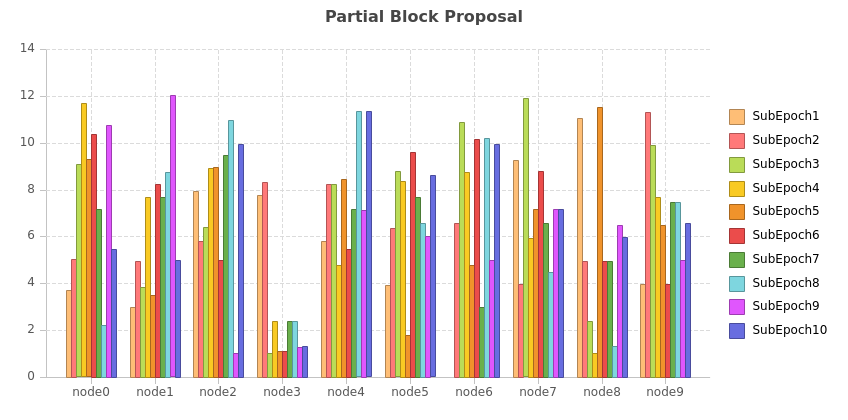 Partial Block Proposal
14
12
10
8
6
4
2
0
node0 node1 node2 node3 node4 node5 node6 node7 node8 node9
SubEpoch1
SubEpoch2
SubEpoch3
SubEpoch4
SubEpoch5
SubEpoch6
SubEpoch7
SubEpoch8
SubEpoch9
SubEpoch10